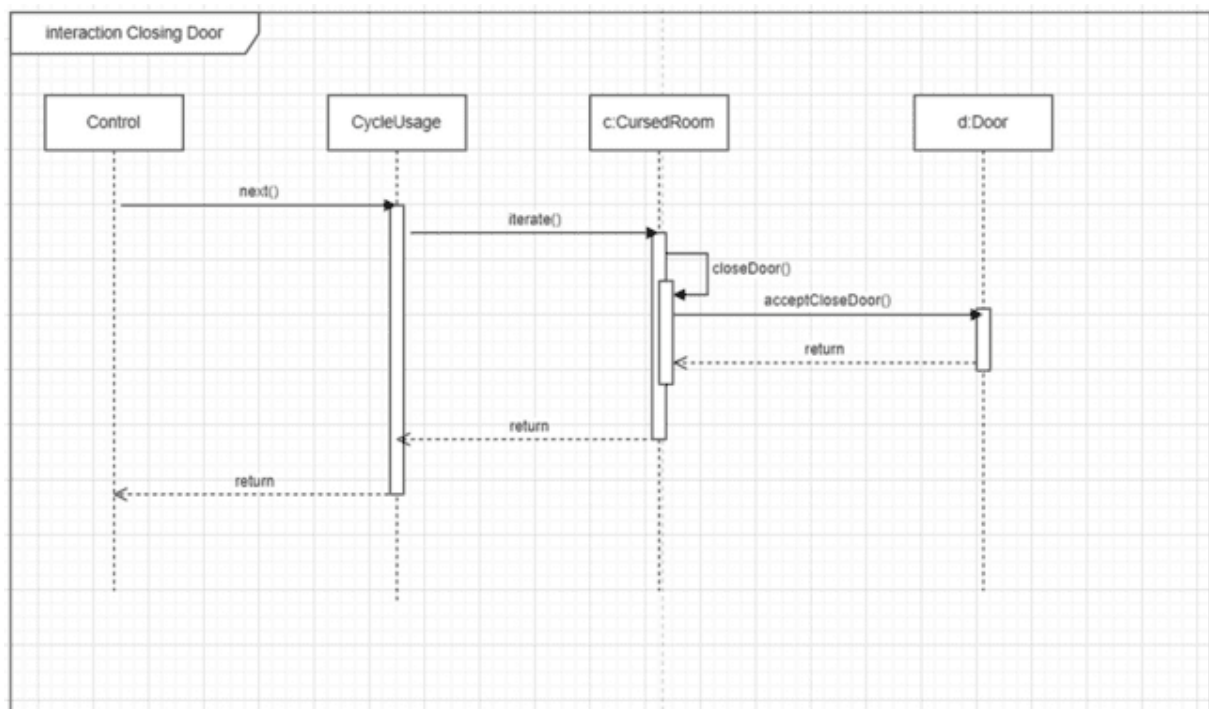 interaction Closing Door
Control
CycleUsage
c:CursedRoom
d:Door
next()
iterate()
closeDoor()
acceptCloseDoor()
return
return
return